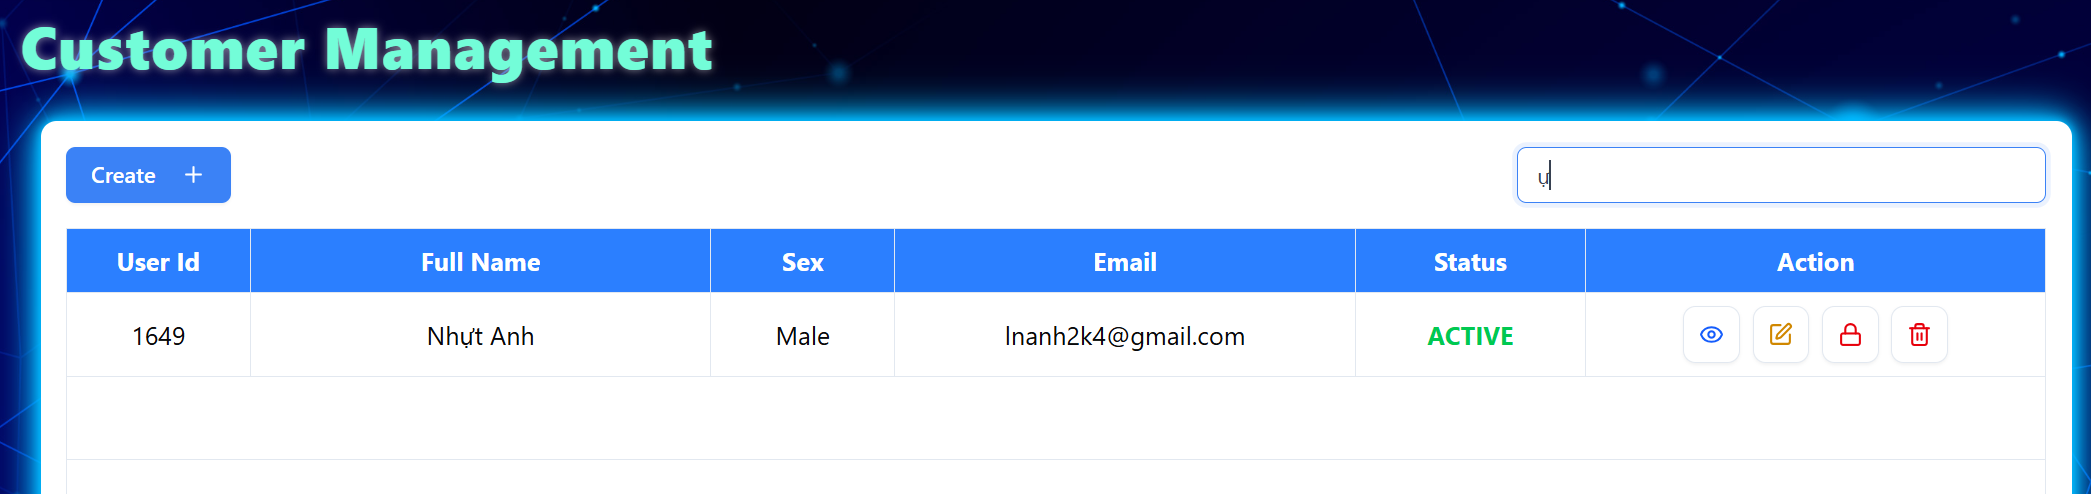 Customer Management
Create +
ự
User Id Full Name Sex Email Status Action
1649 Nhựt Anh Male lnanh2k4@gmail.com ACTIVE